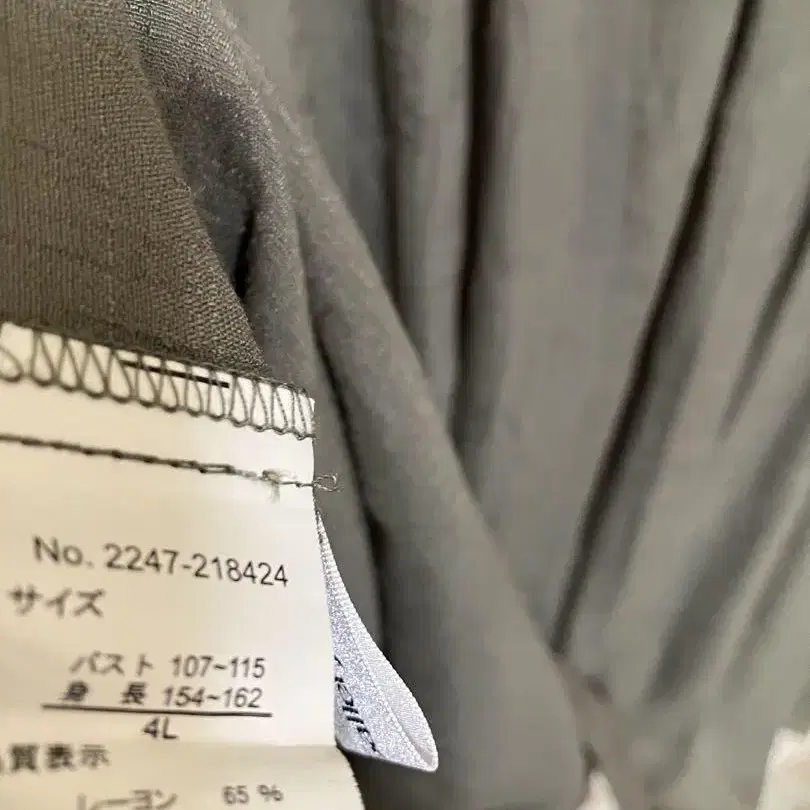 No. 2247-218424
サイズ
バスト 107~115
身 長 154~162
4L
質表示
レーヨン 65%